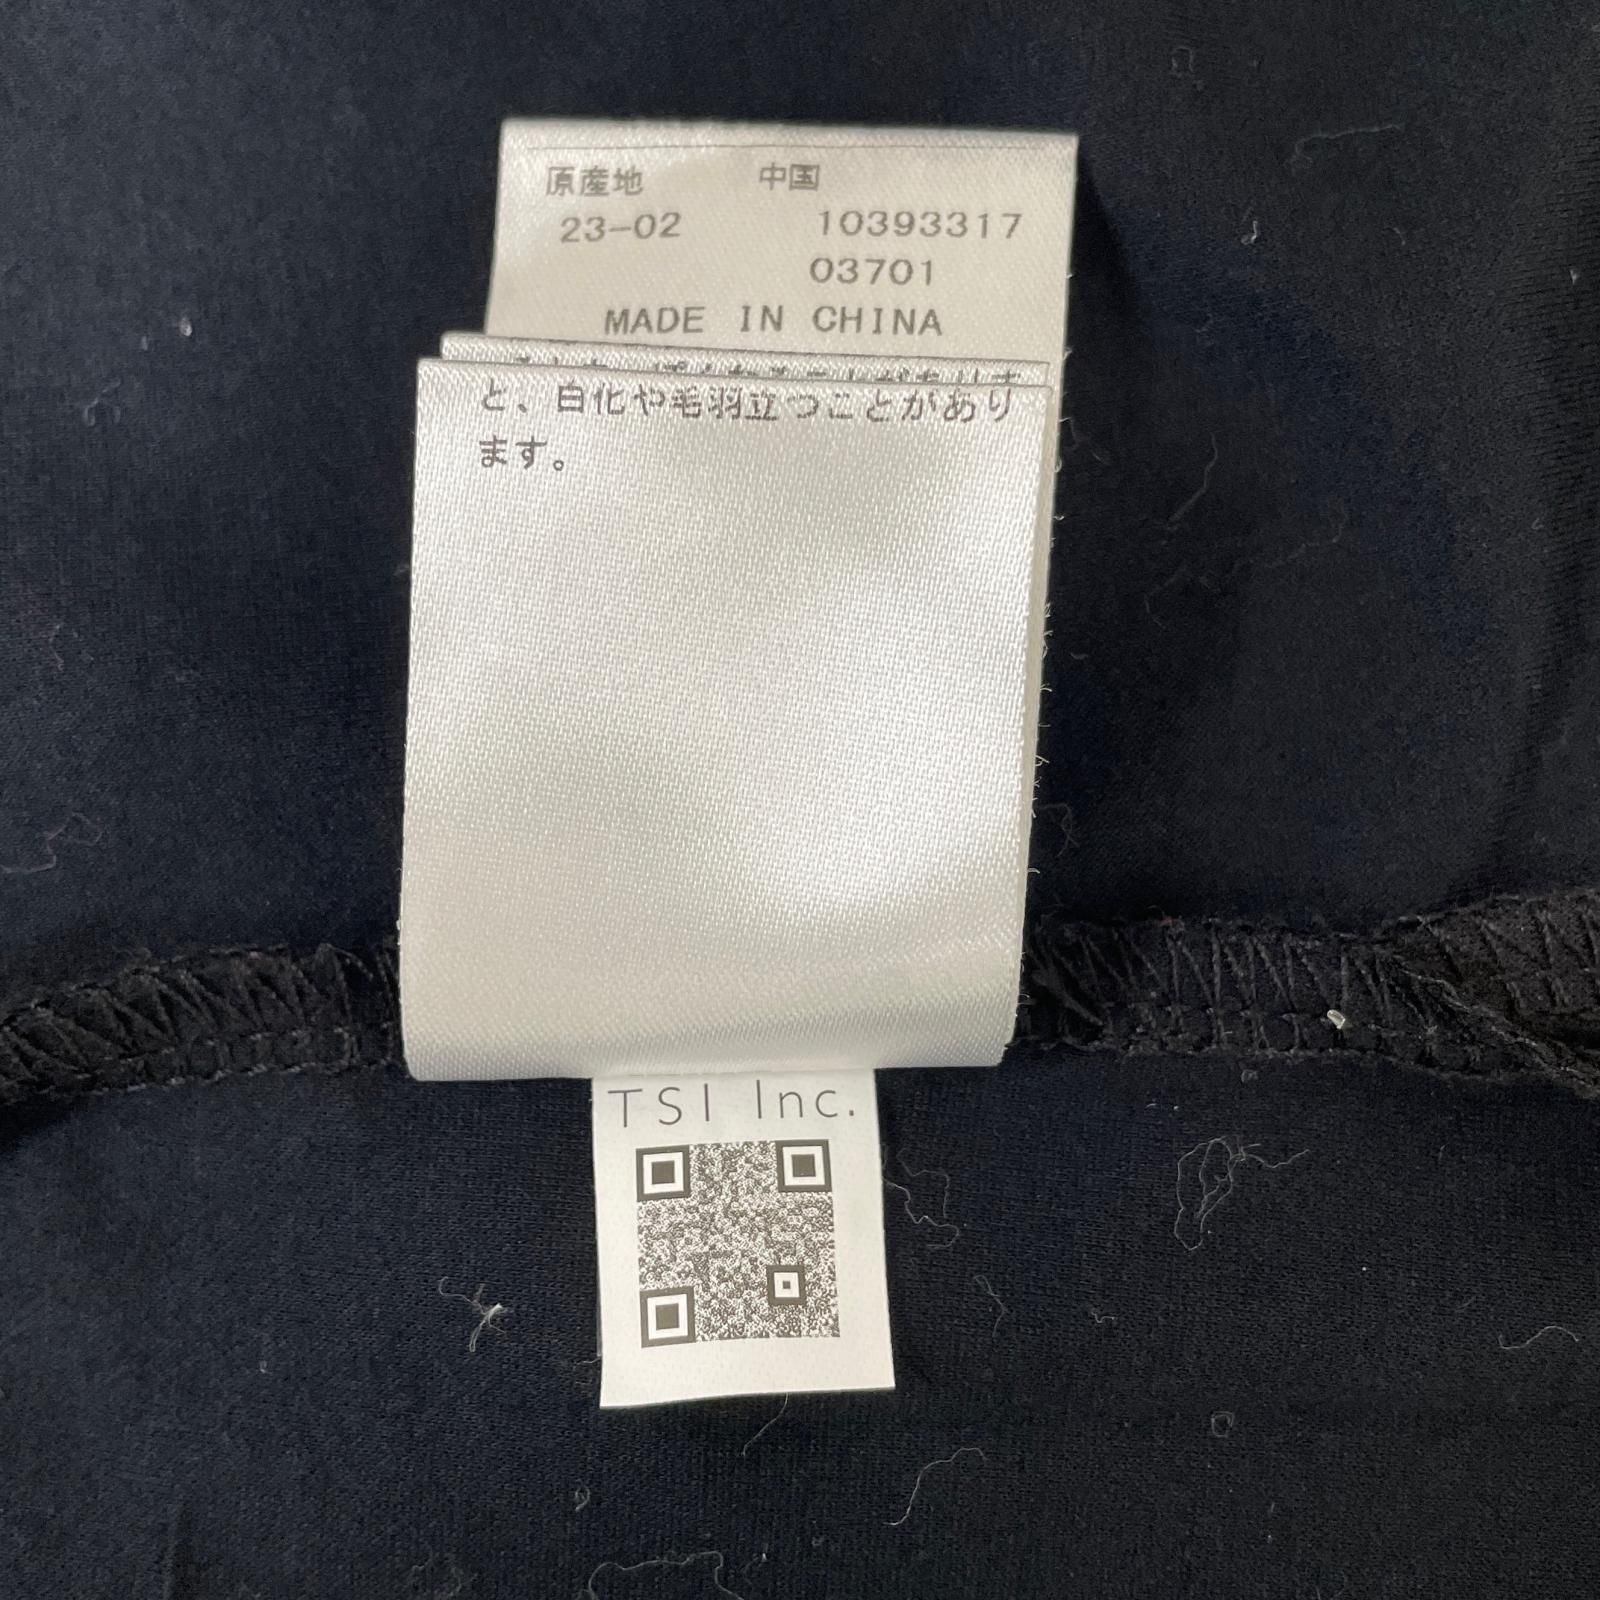 原産地 中国
23-02 10393317
03701
MADE IN CHINA
と、白化や毛羽立つことがあり
ます。
TSI Inc.